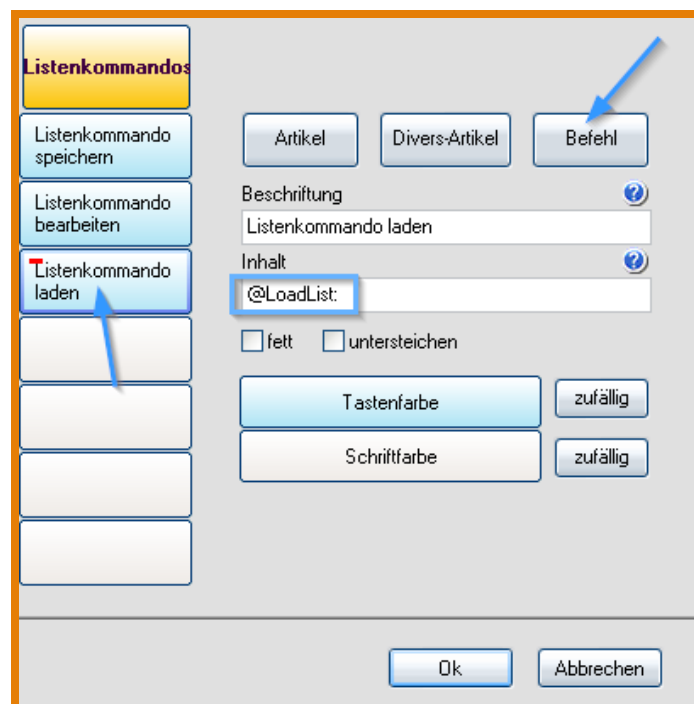 Listenkommandos
Listenkommando
speichern
Listenkommando
bearbeiten
Listenkommando
laden
Artikel
Divers-Artikel
Befehl
Beschriftung
Listenkommando laden
Inhalt
@LoadList:
fett
untersteichen
Tastenfarbe
zufällig
Schriftfarbe
zufällig
Ok
Abbrechen